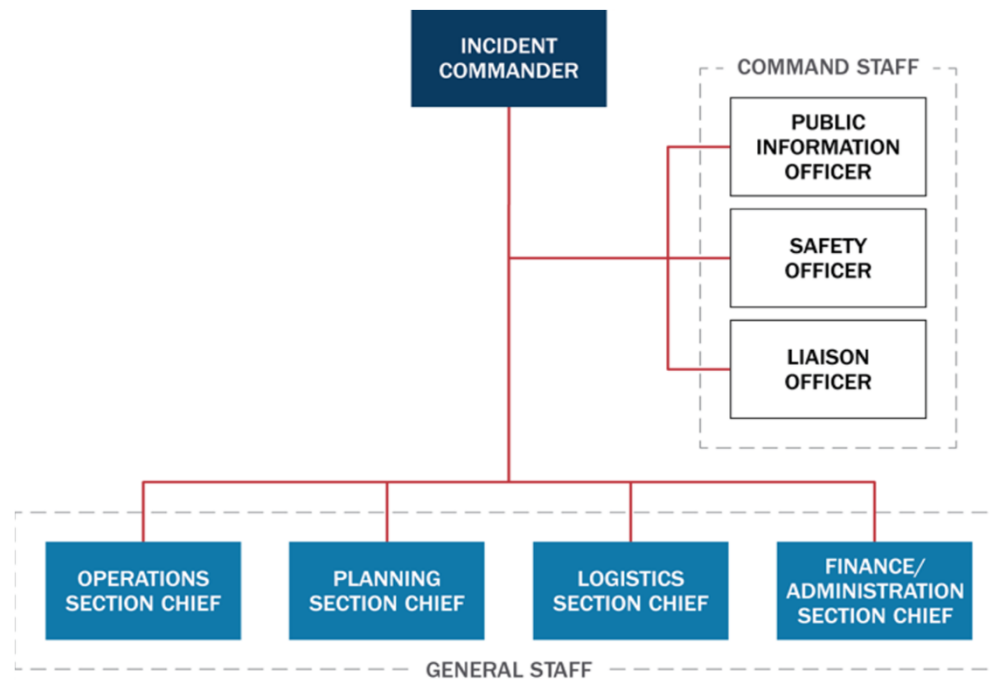 INCIDENT
COMMANDER
COMMAND STAFF
PUBLIC
INFORMATION
OFFICER
SAFETY
OFFICER
LIAISON
OFFICER
OPERATIONS
SECTION CHIEF
PLANNING
SECTION CHIEF
LOGISTICS
SECTION CHIEF
FINANCE/
ADMINISTRATION
SECTION CHIEF
GENERAL STAFF